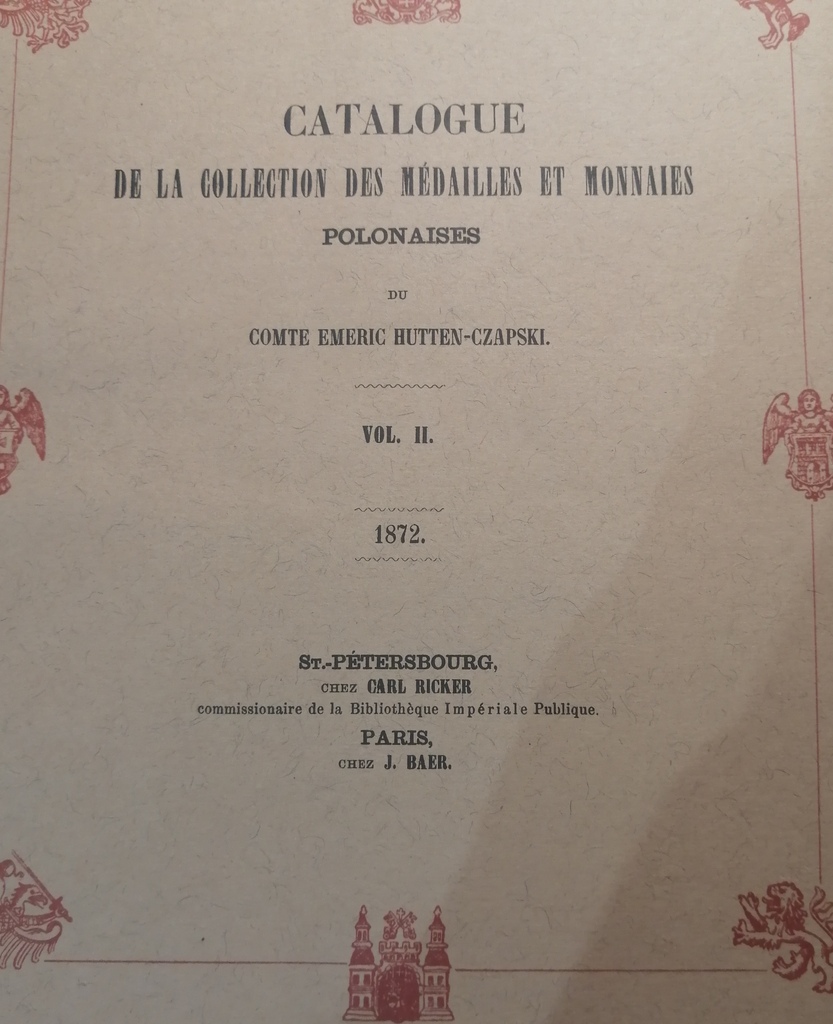 CATALOGUE
DE LA COLLECTION DES MÉDAILLES ET MONNAIES
POLONAISES
DU
COMTE EMERIC HUTTEN-CZAPSKI.
VOL. II.
1872.
ST.-PÉTERSBOURG,
CHEZ CARL RICKER
commissionaire de la Bibliothèque Impériale Publique.
PARIS,
CHEZ J. BAER.